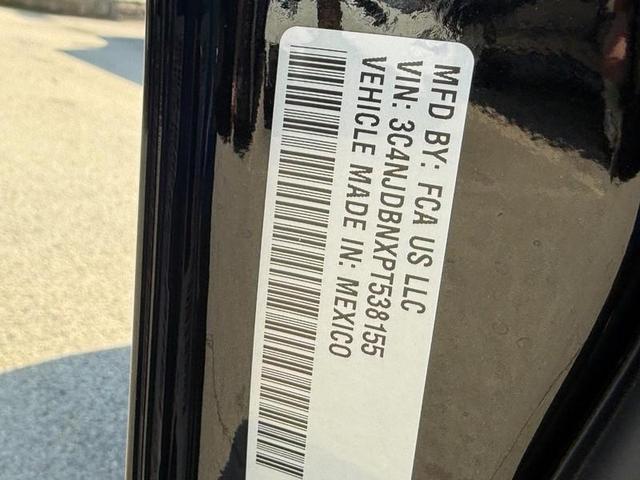 MFD BY: FCA US LLC
VIN: 3C4NJDBNXPT538155
VEHICLE MADE IN: MEXICO